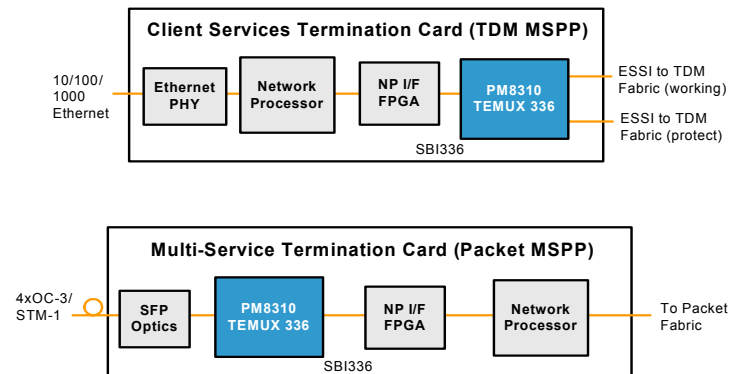 Client Services Termination Card (TDM MSPP)
10/100/
1000
Ethernet
Ethernet
PHY
Network
Processor
NP I/F
FPGA
PM8310
TEMUX 336
ESSI to TDM
Fabric (working)
ESSI to TDM
Fabric (protect)
SBI336
Multi-Service Termination Card (Packet MSPP)
4xOC-3/
STM-1
SFP
Optics
PM8310
TEMUX 336
NP I/F
FPGA
Network
Processor
To Packet
Fabric
SBI336